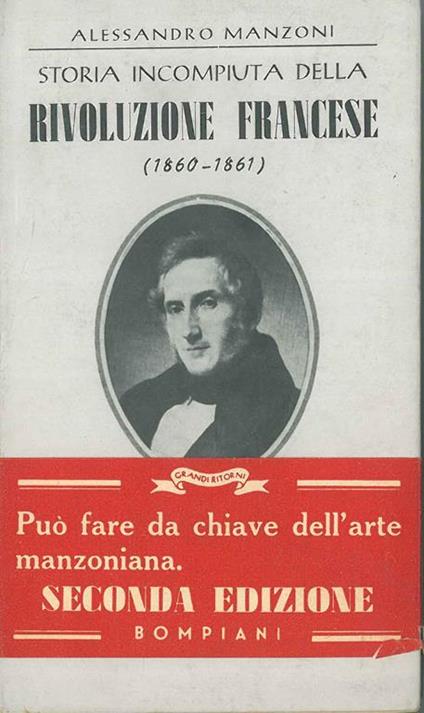 ALESSANDRO MANZONI
STORIA INCOMPIUTA DELLA
RIVOLUZIONE FRANCESE
(1860-1861)
GRANDI RITORNI
Può fare da chiave dell'arte
manzoniana.
SECONDA EDIZIONE
BOMPIANI